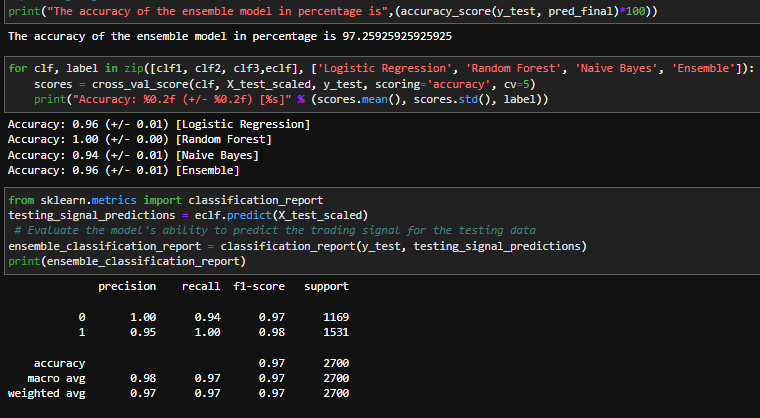 print("The accuracy of the ensemble model in percentage is",(accuracy_score(y_test, pred_final)*100))
The accuracy of the ensemble model in percentage is 97.25925925925925
for clf, label in zip([clf1, clf2, clf3,eclf], ['Logistic Regression', 'Random Forest', 'Naive Bayes', 'Ensemble']):
    scores = cross_val_score(clf, X_test_scaled, y_test, scoring='accuracy', cv=5)
    print("Accuracy: %0.2f (+/- %0.2f) [%s]" % (scores.mean(), scores.std(), label))
Accuracy: 0.96 (+/- 0.01) [Logistic Regression]
Accuracy: 1.00 (+/- 0.00) [Random Forest]
Accuracy: 0.94 (+/- 0.01) [Naive Bayes]
Accuracy: 0.96 (+/- 0.01) [Ensemble]
from sklearn.metrics import classification_report
testing_signal_predictions = eclf.predict(X_test_scaled)
 # Evaluate the model's ability to predict the trading signal for the testing data
ensemble_classification_report = classification_report(y_test, testing_signal_predictions)
print(ensemble_classification_report)
              precision    recall  f1-score   support
           0       1.00      0.94      0.97      1169
           1       0.95      1.00      0.98      1531
    accuracy                           0.97      2700
   macro avg       0.98      0.97      0.97      2700
weighted avg       0.97      0.97      0.97      2700